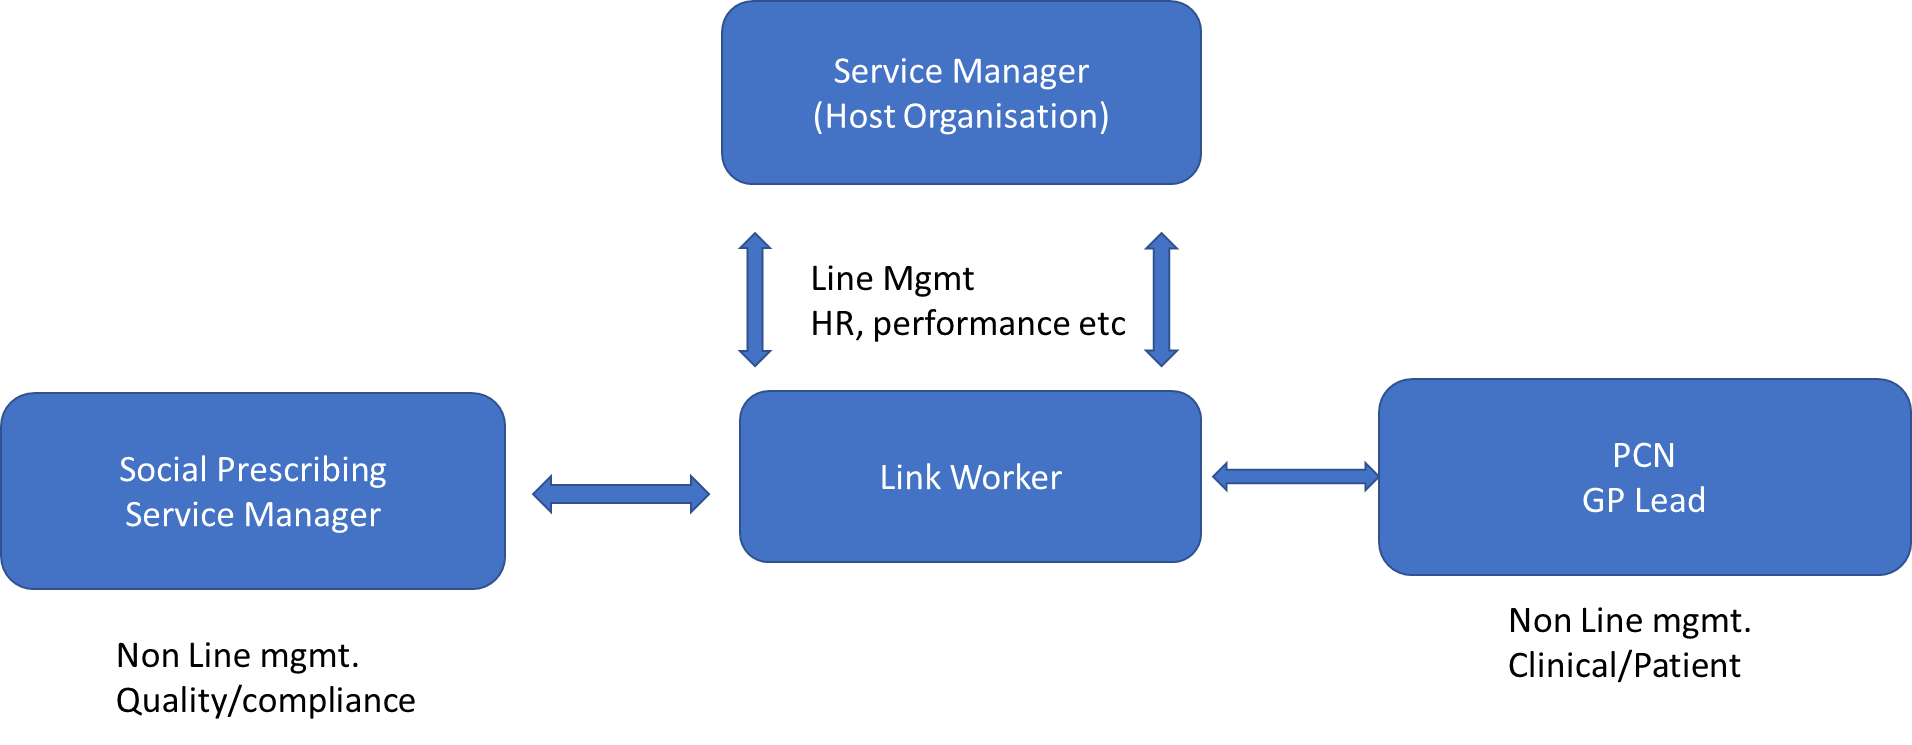 Service Manager
(Host Organisation)
Line Mgmt
HR, performance etc
Social Prescribing
Service Manager
Link Worker
PCN
GP Lead
Non Line mgmt.
Quality/compliance
Non Line mgmt.
Clinical/Patient